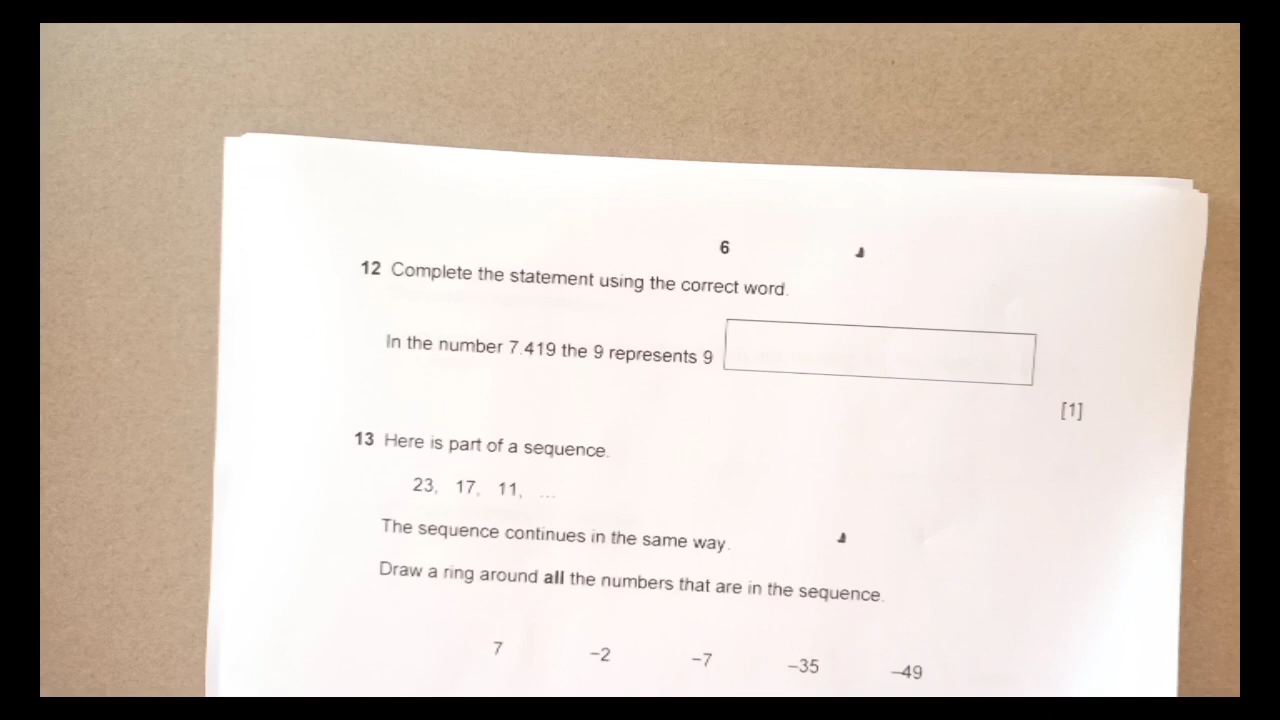 6
12 Complete the statement using the correct word.
In the number 7.419 the 9 represents 9
[1]
13 Here is part of a sequence.
23, 17, 11, ...
The sequence continues in the same way.
Draw a ring around all the numbers that are in the sequence.
7 −2 −7 −35 −49